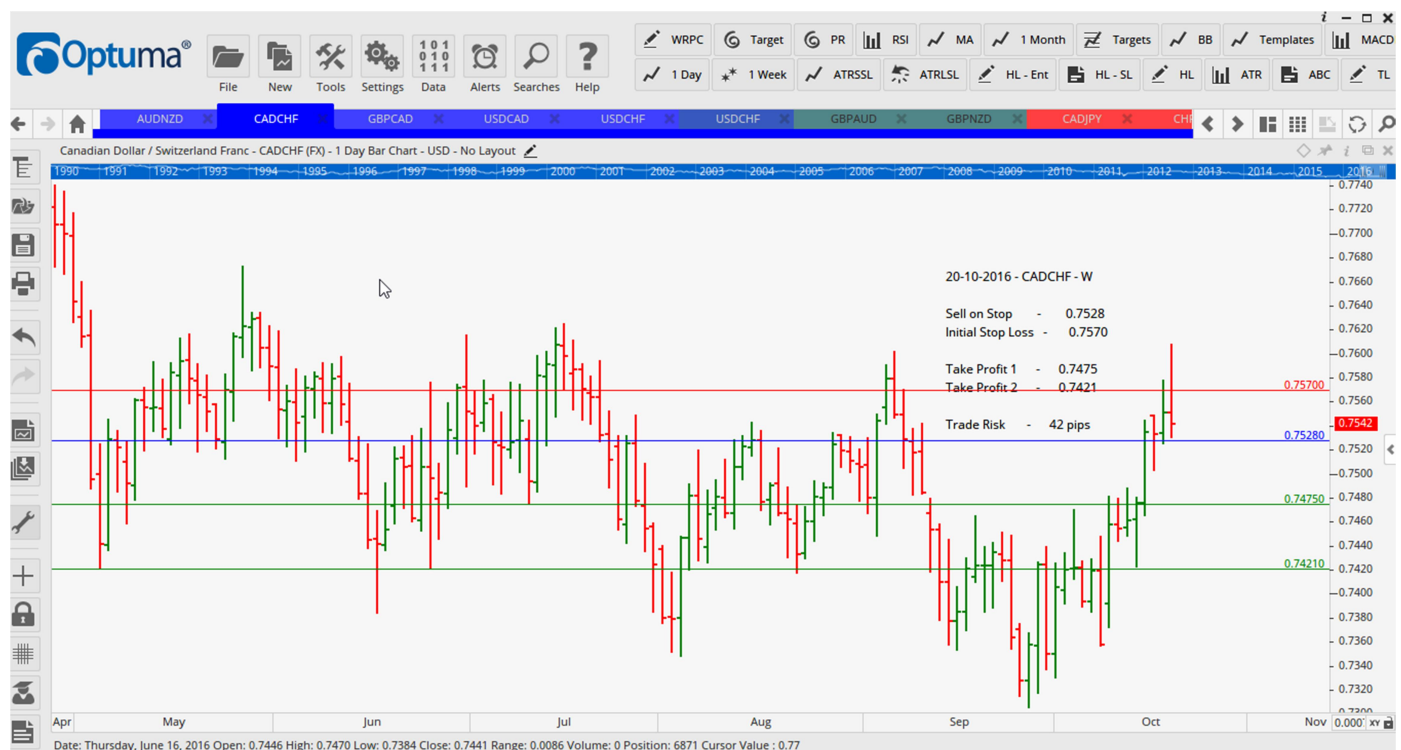 i
Optuma®
File New Tools Settings Data Alerts Searches Help
101
010
111
WRPC Target PR RSI MA 1 Month Targets BB Templates MACD
1 Day 1 Week ATRSSL ATRLSL HL - Ent HL - SL HL ATR ABC TL
AUDNZD CADCHF GBPCAD USDCAD USDCHF USDCHF GBPAUD GBPNZD CADJPY
Canadian Dollar / Switzerland Franc - CADCHF (FX) - 1 Day Bar Chart - USD - No Layout
1990 1991 1992 1993 1994 1995 1996 1997 1998 1999 2000 2001 2002 2003 2004 2005 2006 2007 2008 2009 2010 2011 2012 2013 2014 2015 2016
0.7740
0.7720
0.7700
0.7680
20-10-2016 - CADCHF - W
0.7660
0.7640
Sell on Stop - 0.7528
0.7620
Initial Stop Loss - 0.7570
0.7600
Take Profit 1 - 0.7475
0.7580
0.75700
Take Profit 2 - 0.7421
0.7560
Trade Risk - 42 pips
0.7542
0.75280
0.7520
0.7500
0.74750
0.7480
0.7460
0.7440
0.74210
0.7420
0.7400
0.7380
0.7360
0.7340
0.7320
Apr May Jun Jul Aug Sep Oct Nov 0.000 XY
Date: Thursday, June 16, 2016 Open: 0.7446 High: 0.7470 Low: 0.7384 Close: 0.7441 Range: 0.0086 Volume: 0 Position: 6871 Cursor Value : 0.77